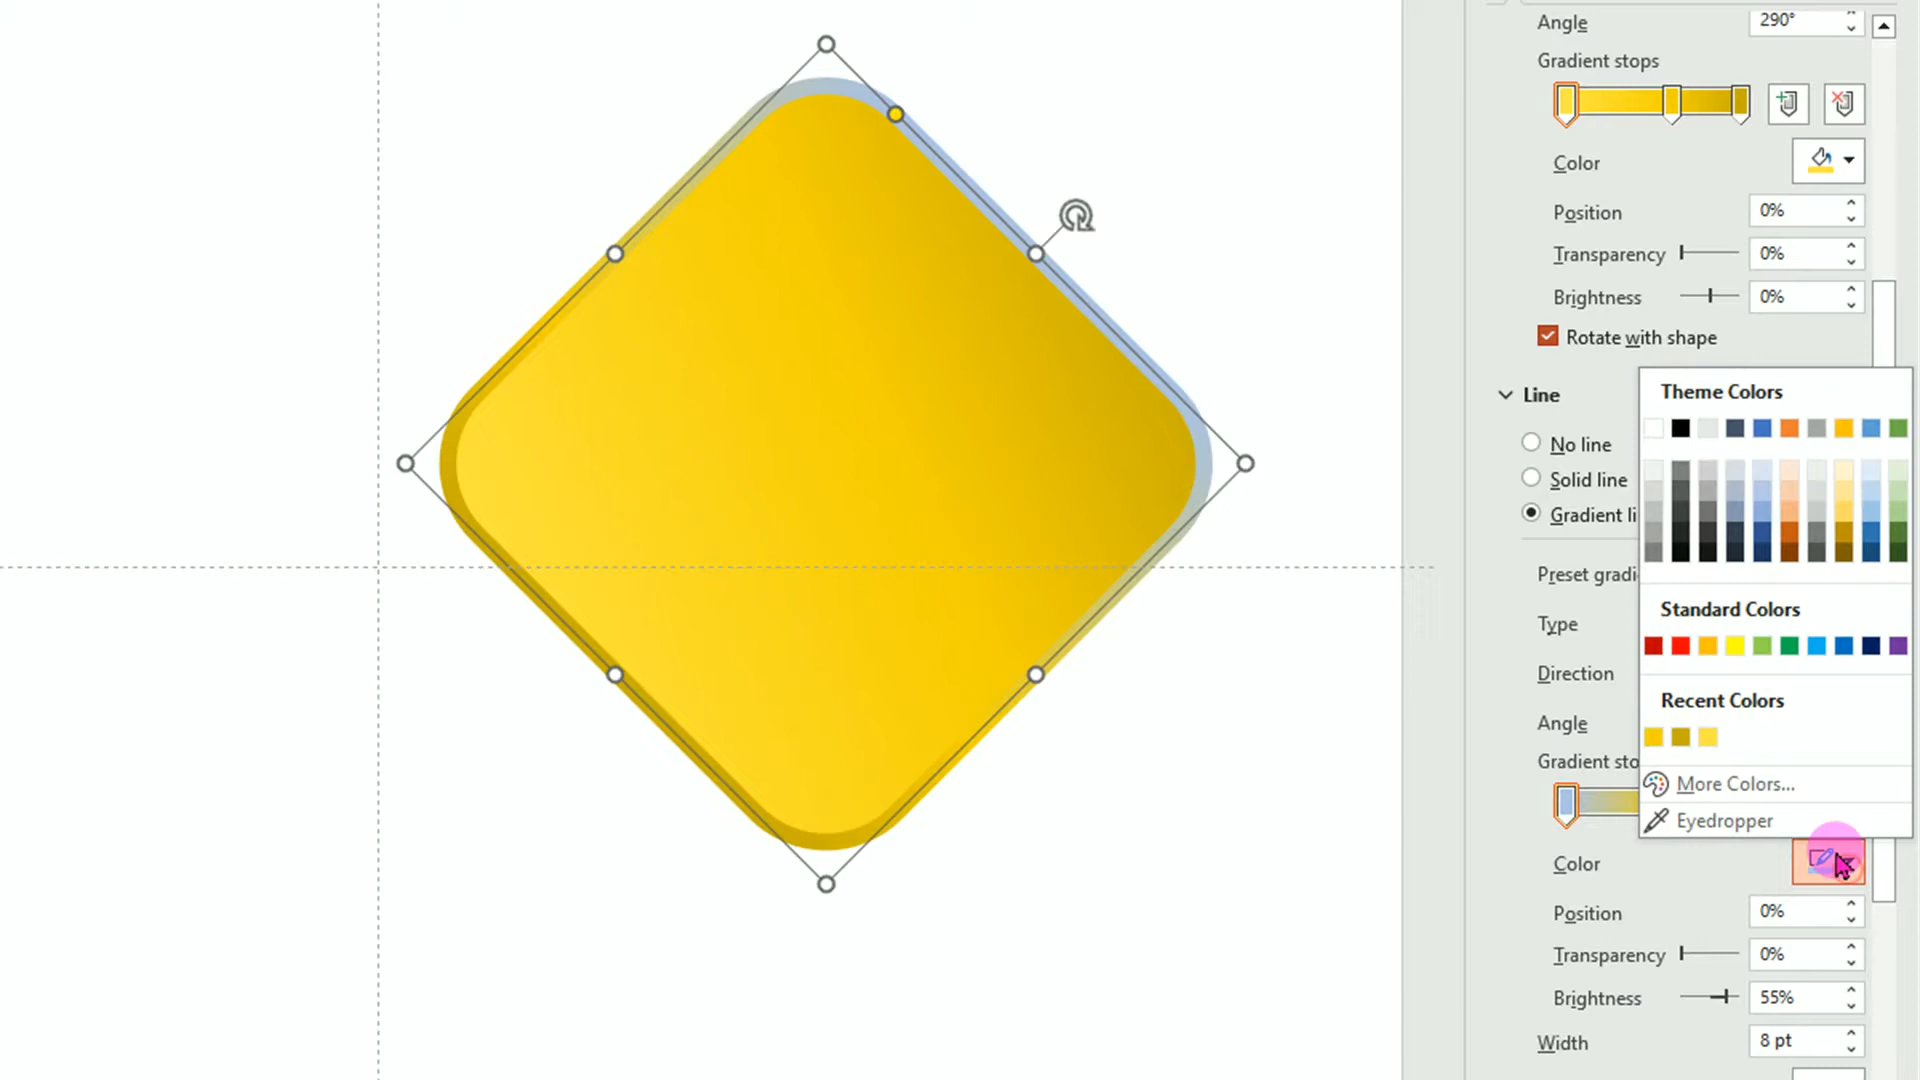 Angle 290°
Gradient stops
Color
Position 0%
Transparency 0%
Brightness 0%
Rotate with shape
Line
Theme Colors
No line
Solid line
Gradient li
Preset gradi
Type
Standard Colors
Direction
Recent Colors
Angle
Gradient sto
More Colors...
Eyedropper
Color
Position 0%
Transparency 0%
Brightness 55%
Width 8 pt